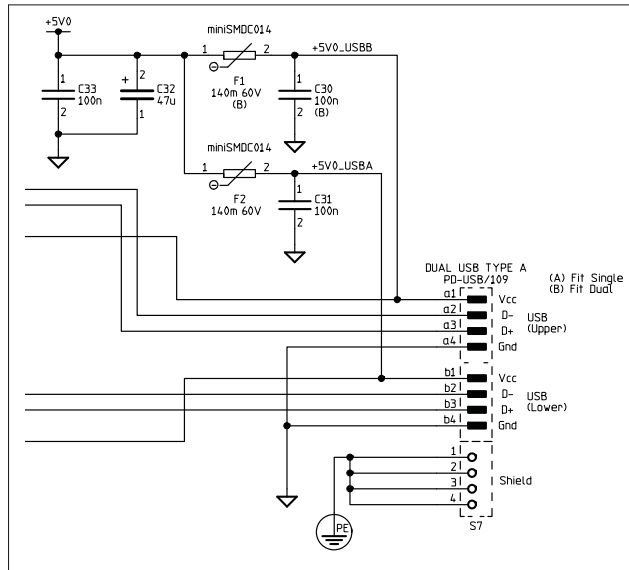 +5V0
miniSMDC014
1
2
+5V0_USBB
F1
140m 60V
(B)
1
C33
100n
2
+
2
C32
47u
1
1
C30
100n
(B)
2
miniSMDC014
1
2
+5V0_USBA
F2
140m 60V
1
C31
100n
2
DUAL USB TYPE A
PD-USB/109
(A) Fit Single
(B) Fit Dual
a1
Vcc
a2
D-
USB
a3
D+
(Upper)
a4
Gnd
b1
Vcc
b2
D-
USB
b3
D+
(Lower)
b4
Gnd
1
2
Shield
3
4
PE
S7